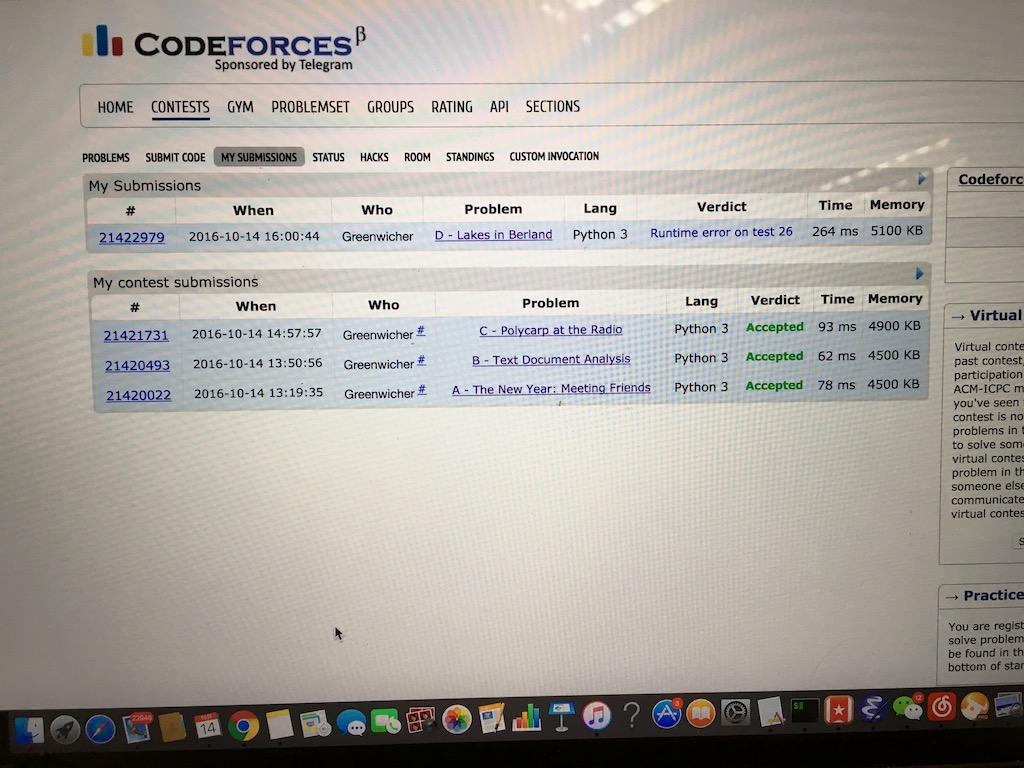 CODEFORCES β
Sponsored by Telegram
HOME CONTESTS GYM PROBLEMSET GROUPS RATING API SECTIONS
PROBLEMS SUBMIT CODE MY SUBMISSIONS STATUS HACKS ROOM STANDINGS CUSTOM INVOCATION
My Submissions
# When Who Problem Lang Verdict Time Memory
21422979 2016-10-14 16:00:44 Greenwicher D - Lakes in Berland Python 3 Runtime error on test 26 264 ms 5100 KB
My contest submissions
# When Who Problem Lang Verdict Time Memory
21421731 2016-10-14 14:57:57 Greenwicher # C - Polycarp at the Radio Python 3 Accepted 93 ms 4900 KB
21420493 2016-10-14 13:50:56 Greenwicher # B - Text Document Analysis Python 3 Accepted 62 ms 4500 KB
21420022 2016-10-14 13:19:35 Greenwicher # A - The New Year: Meeting Friends Python 3 Accepted 78 ms 4500 KB
Codeforc
→ Virtual
Virtual conte
past contest
participation
ACM-ICPC m
you've seen
contest is no
problems in t
to solve som
virtual contes
problem in th
someone else
communicate
virtual contes
S
→ Practice
You are regist
solve problem
be found in th
bottom of star
14
3
12